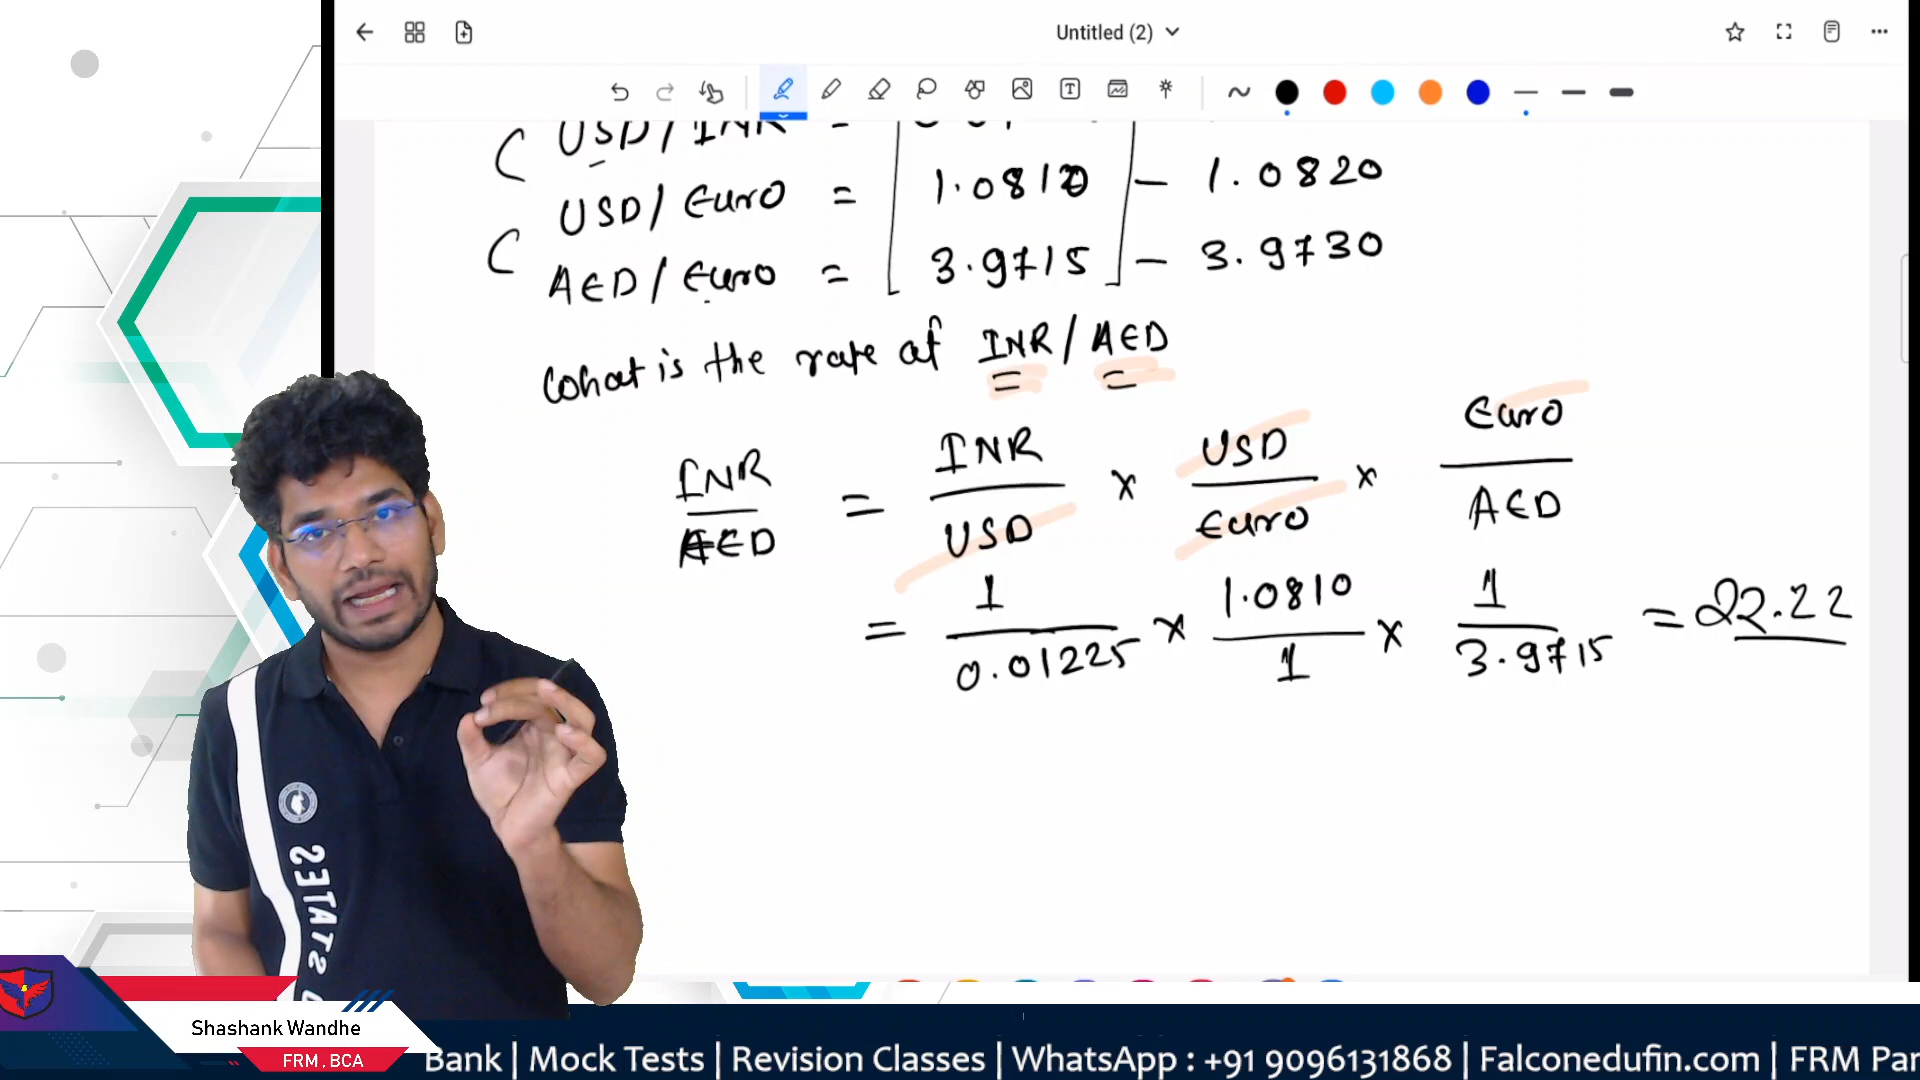 Untitled (2)
USD / INR =
USD / Euro = 1.0810 — 1.0820
AED / Euro = 3.9715 — 3.9730
What is the rate of INR / AED
INR / AED = INR / USD × USD / Euro × Euro / AED
= 1 / 0.01225 × 1.0810 / 1 × 1 / 3.9715 = 22.22
STATES
Shashank Wandhe
FRM, BCA
Bank | Mock Tests | Revision Classes | WhatsApp : +91 9096131868 | Falconedufin.com | FRM Par